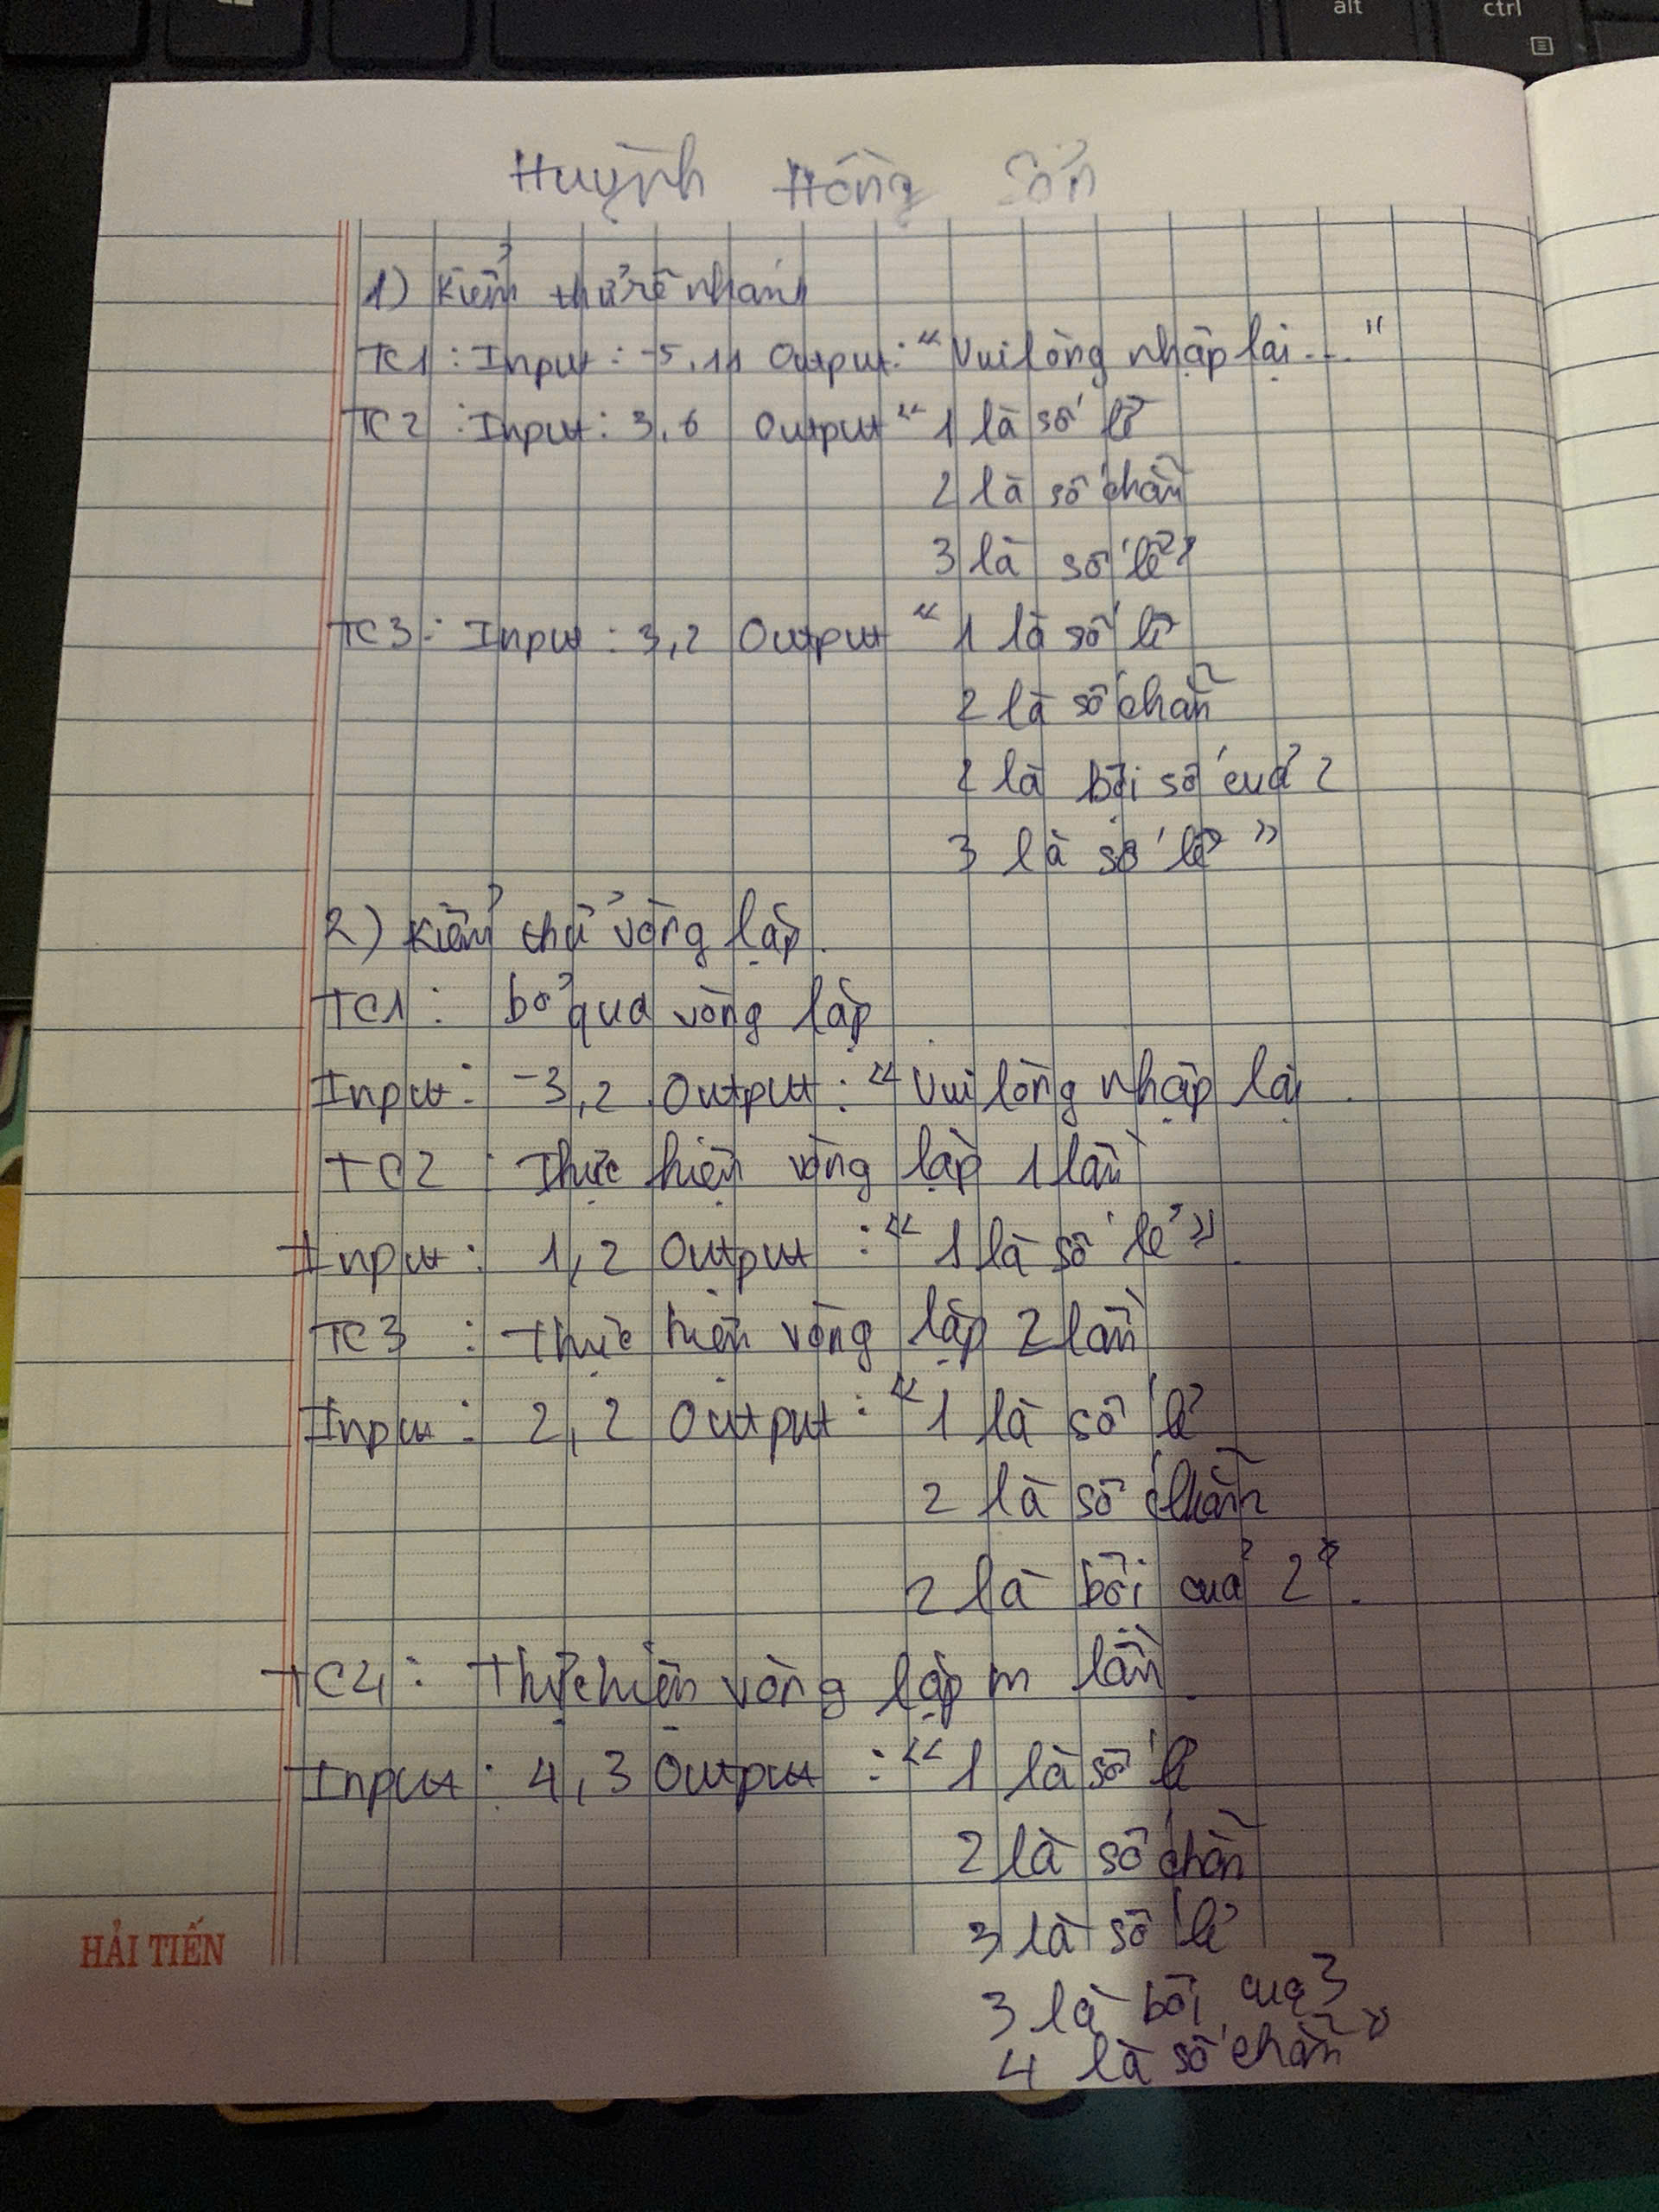 alt
ctrl
Huỳnh Hồng Sơn
1) Kiểm thử rẽ nhánh
TC1: Input: -5, 11 Output: "Vui lòng nhập lại..."
TC2: Input: 3, 6 Output "1 là số lẻ
2 là số chẵn
3 là số lẻ"
TC3: Input: 3,2 Output "1 là số lẻ
2 là số chẵn
2 là bội số của 2
3 là số lẻ"
2) Kiểm thử vòng lặp.
TC1: bỏ qua vòng lặp.
Input: -3,2 Output: "Vui lòng nhập lại.
TC2: Thực hiện vòng lặp 1 lần
Input: 1,2 Output: "1 là số lẻ".
TC3: Thực hiện vòng lặp 2 lần
Input: 2,2 Output: "1 là số lẻ
2 là số chẵn
2 là bội của 2".
TC4: Thực hiện vòng lặp m lần.
Input: 4,3 Output: "1 là số lẻ
2 là số chẵn
3 là số lẻ
3 là bội của 3
4 là số chẵn"
HẢI TIẾN